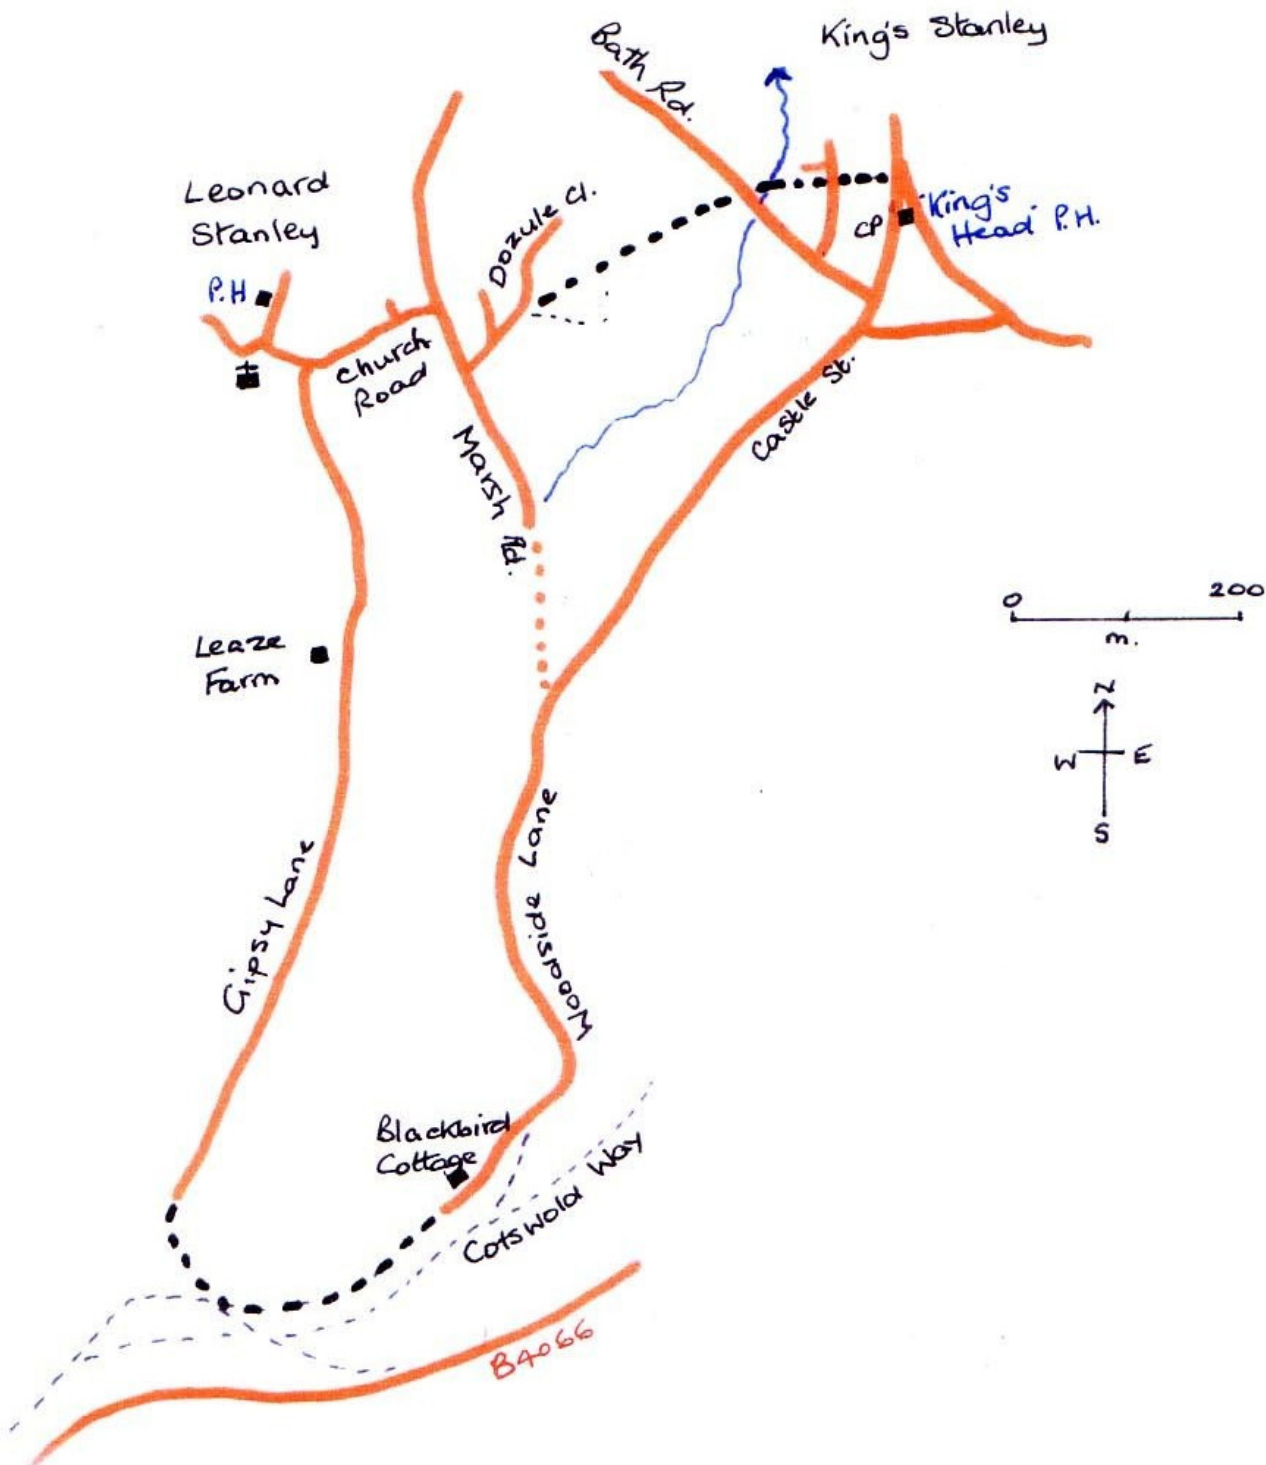 King's Stanley
Bath Rd.
Leonard
Stanley
P.H
Dozule Cl.
CP
'King's
Head' P.H.
Church
Road
Castle St.
Marsh Rd.
0 200
m.
Leaze
Farm
N
W E
S
Gipsy Lane
Woodside Lane
Blackbird
Cottage
Cotswold Way
B4066